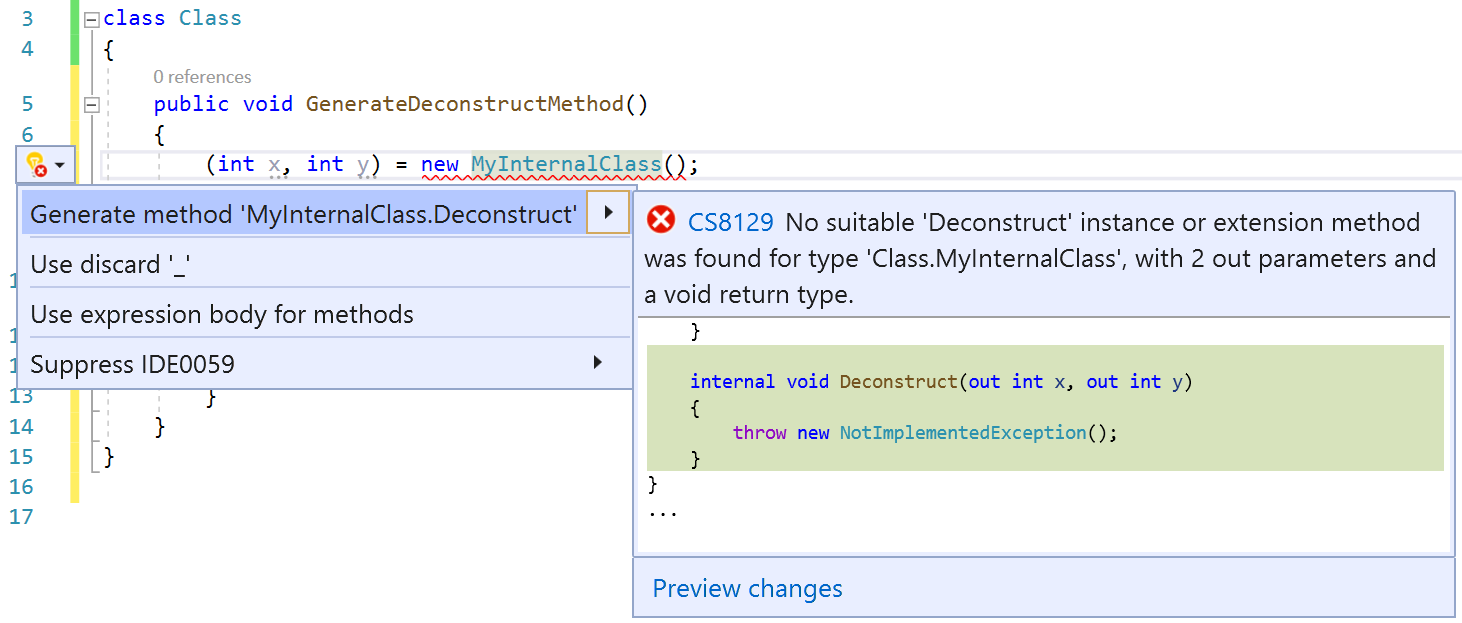 3 class Class
4 {
0 references
5 public void GenerateDeconstructMethod()
6 {
(int x, int y) = new MyInternalClass();
Generate method 'MyInternalClass.Deconstruct'
Use discard '_'
Use expression body for methods
Suppress IDE0059
CS8129 No suitable 'Deconstruct' instance or extension method
was found for type 'Class.MyInternalClass', with 2 out parameters and
a void return type.
}
internal void Deconstruct(out int x, out int y)
{
throw new NotImplementedException();
}
}
...
Preview changes
13 }
14 }
15 }
16
17